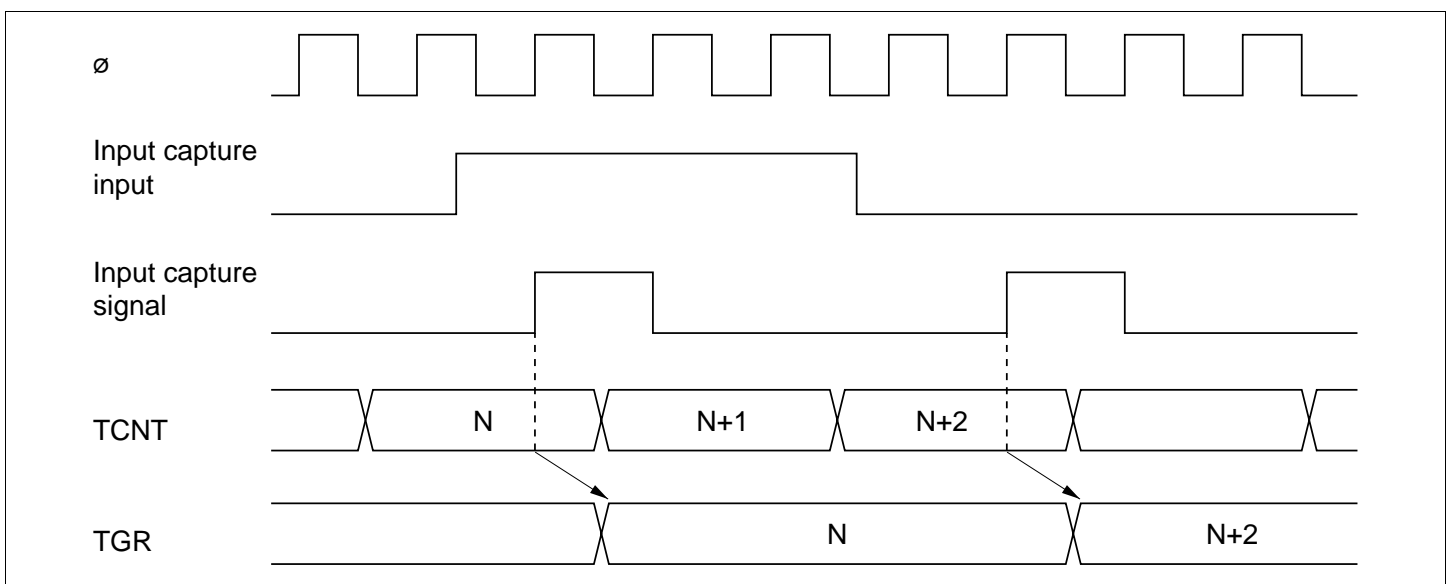 ø
Input capture
input
Input capture
signal
TCNT
N
N+1
N+2
TGR
N
N+2